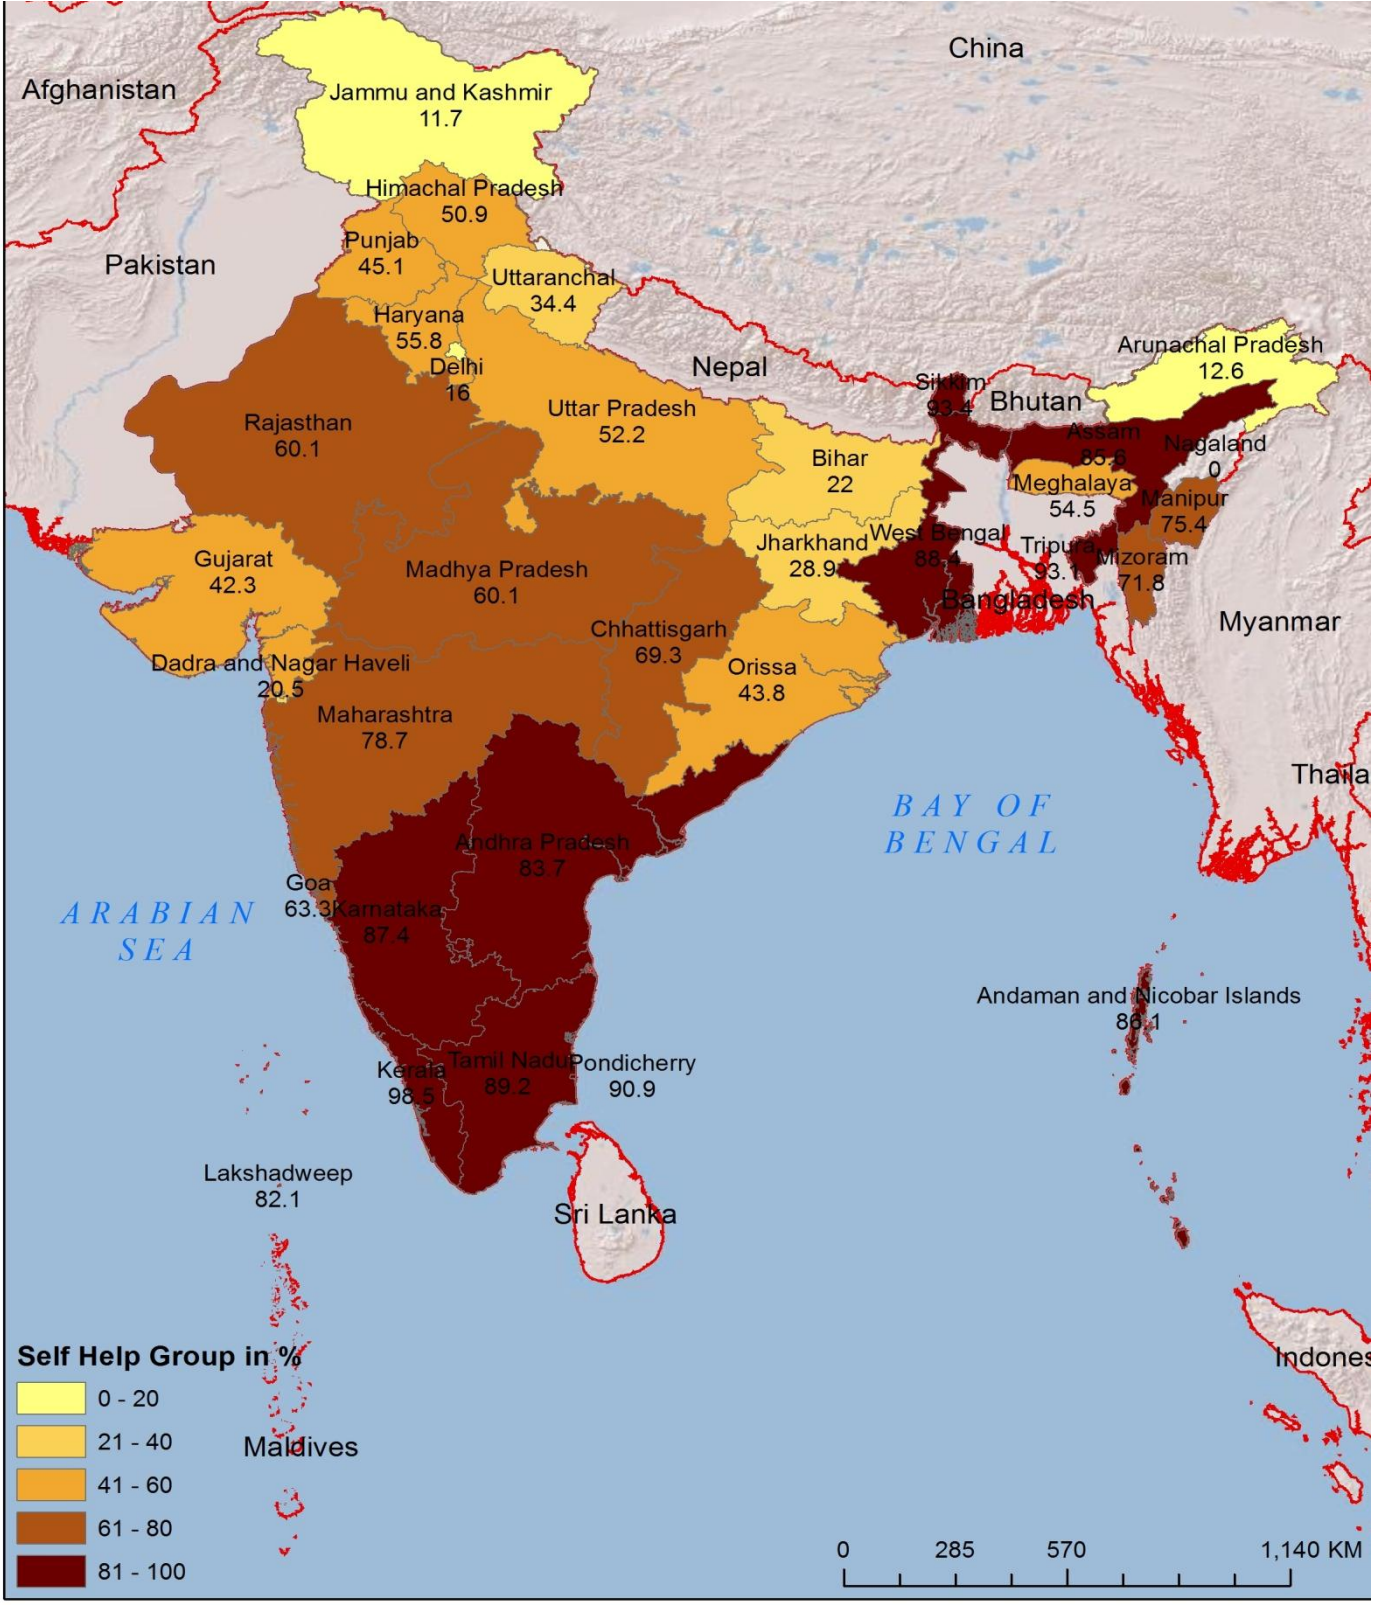 China
Afghanistan
Jammu and Kashmir
11.7
Himachal Pradesh
50.9
Punjab
45.1
Pakistan
Uttaranchal
34.4
Haryana
55.8
Delhi
16
Nepal
Arunachal Pradesh
12.6
Sikkim
93.4
Bhutan
Rajasthan
60.1
Uttar Pradesh
52.2
Assam
85.6
Nagaland
0
Bihar
22
Meghalaya
54.5
Manipur
75.4
Gujarat
42.3
Madhya Pradesh
60.1
Jharkhand
28.9
West Bengal
88.4
Tripura
93.1
Mizoram
71.8
Bangladesh
Myanmar
Chhattisgarh
69.3
Dadra and Nagar Haveli
20.5
Orissa
43.8
Maharashtra
78.7
Thaila
BAY OF
BENGAL
Andhra Pradesh
83.7
Goa
63.3
Karnataka
87.4
ARABIAN
SEA
Andaman and Nicobar Islands
86.1
Kerala
98.5
Tamil Nadu
89.2
Pondicherry
90.9
Lakshadweep
82.1
Sri Lanka
Indones
Maldives
Self Help Group in %
0 - 20
21 - 40
41 - 60
61 - 80
81 - 100
0 285 570 1,140 KM